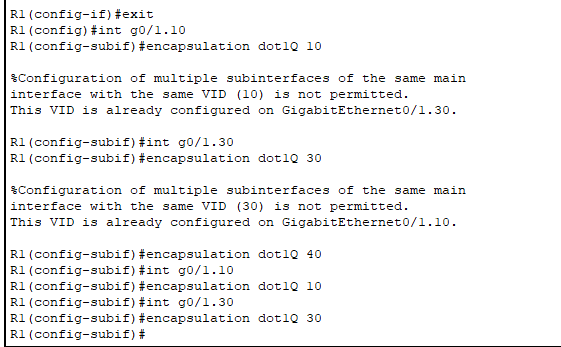 R1(config-if)#exit
R1(config)#int g0/1.10
R1(config-subif)#encapsulation dot1Q 10
%Configuration of multiple subinterfaces of the same main
interface with the same VID (10) is not permitted.
This VID is already configured on GigabitEthernet0/1.30.
R1(config-subif)#int g0/1.30
R1(config-subif)#encapsulation dot1Q 30
%Configuration of multiple subinterfaces of the same main
interface with the same VID (30) is not permitted.
This VID is already configured on GigabitEthernet0/1.10.
R1(config-subif)#encapsulation dot1Q 40
R1(config-subif)#int g0/1.10
R1(config-subif)#encapsulation dot1Q 10
R1(config-subif)#int g0/1.30
R1(config-subif)#encapsulation dot1Q 30
R1(config-subif)#